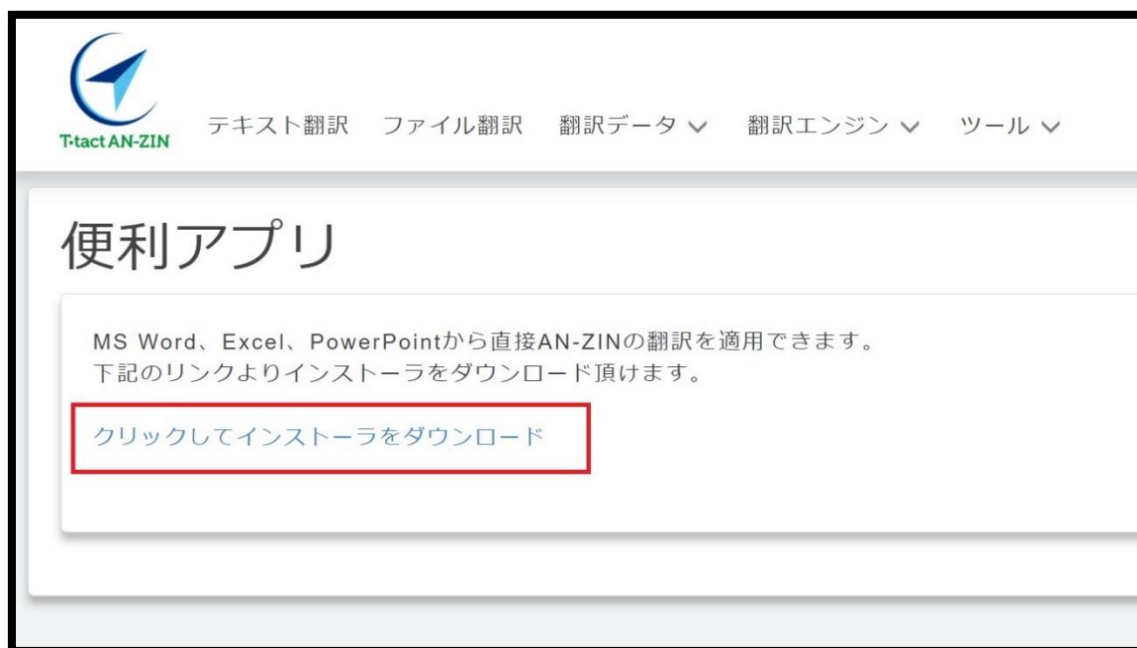 T-tact AN-ZIN
テキスト翻訳 ファイル翻訳 翻訳データ 翻訳エンジン ツール
便利アプリ
MS Word、Excel、PowerPointから直接AN-ZINの翻訳を適用できます。
下記のリンクよりインストーラをダウンロード頂けます。
クリックしてインストーラをダウンロード